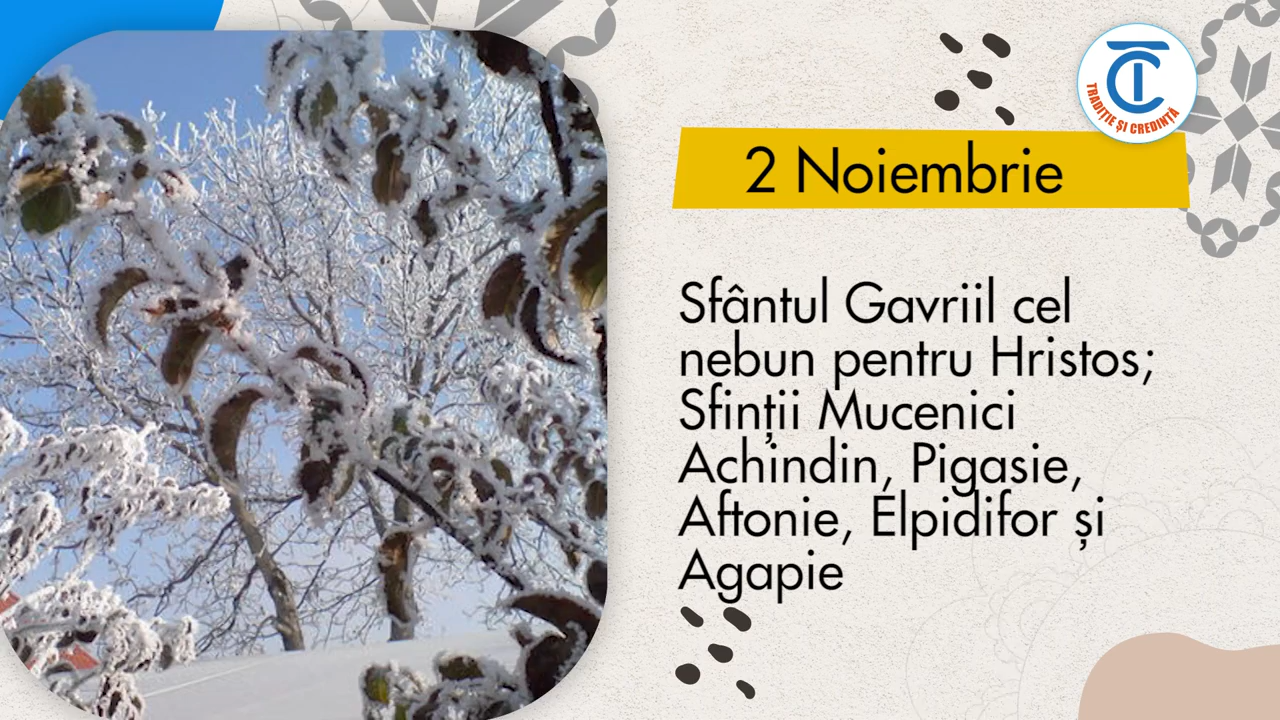 TC
TRADIȚIE ȘI CREDINȚĂ
2 Noiembrie
Sfântul Gavriil cel
nebun pentru Hristos;
Sfinții Mucenici
Achindin, Pigasie,
Aftonie, Elpidifor și
Agapie